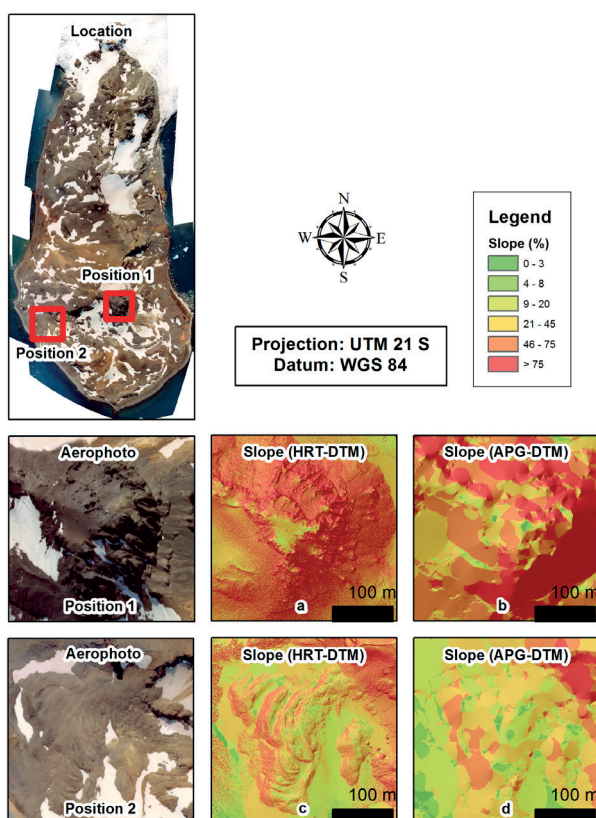 Location
Position 1
Position 2
N
W
E
S
Projection: UTM 21 S
Datum: WGS 84
Legend
Slope (%)
0 - 3
4 - 8
9 - 20
21 - 45
46 - 75
> 75
Aerophoto
Position 1
Slope (HRT-DTM)
100 m
a
Slope (APG-DTM)
100 m
b
Aerophoto
Position 2
Slope (HRT-DTM)
100 m
c
Slope (APG-DTM)
100 m
d